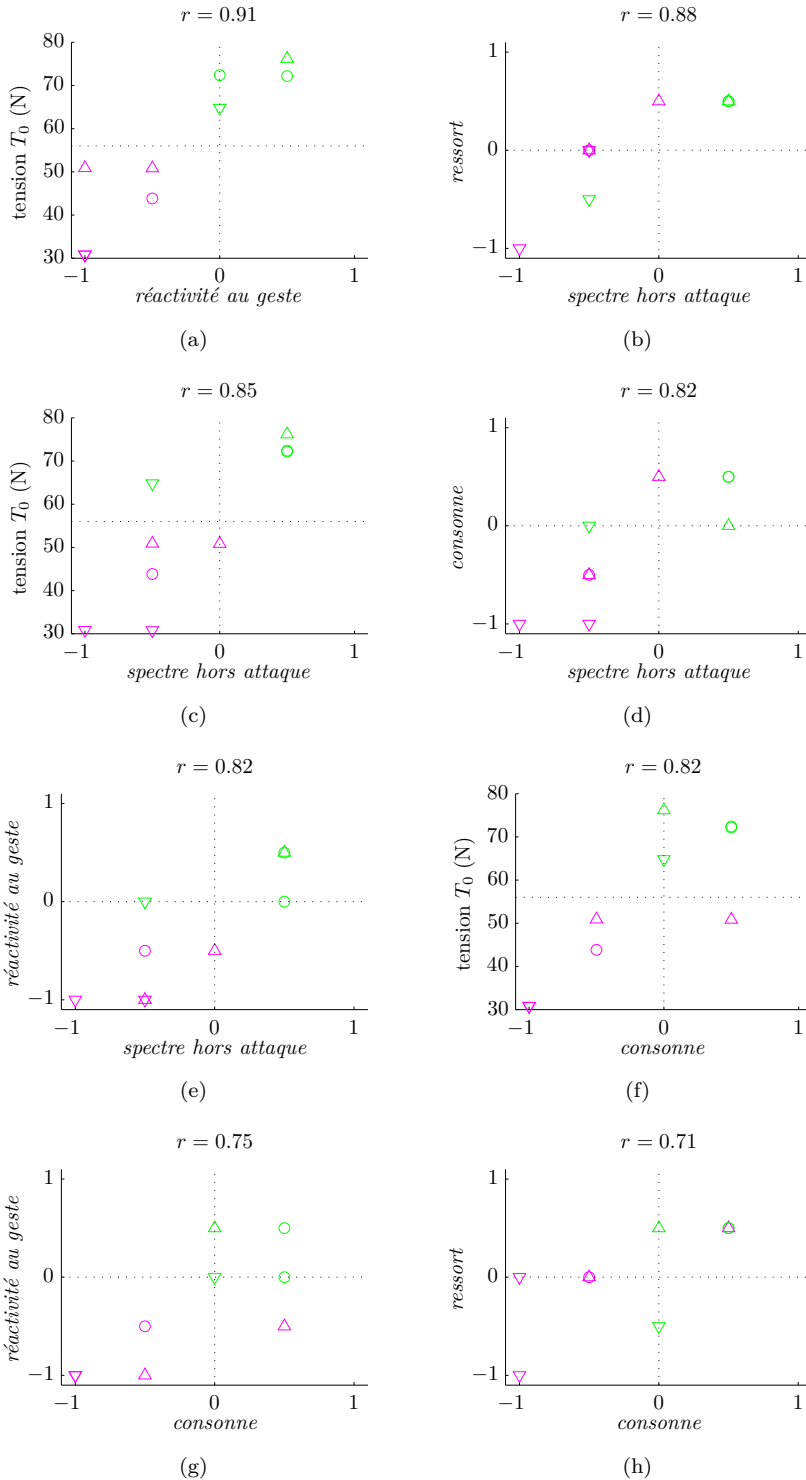 r = 0.91
tension T₀ (N)
80
70
60
50
40
30
−1
0
1
réactivité au geste
(a)
r = 0.88
ressort
1
0
−1
−1
0
1
spectre hors attaque
(b)
r = 0.85
tension T₀ (N)
80
70
60
50
40
30
−1
0
1
spectre hors attaque
(c)
r = 0.82
consonne
1
0
−1
−1
0
1
spectre hors attaque
(d)
r = 0.82
réactivité au geste
1
0
−1
−1
0
1
spectre hors attaque
(e)
r = 0.82
tension T₀ (N)
80
70
60
50
40
30
−1
0
1
consonne
(f)
r = 0.75
réactivité au geste
1
0
−1
−1
0
1
consonne
(g)
r = 0.71
ressort
1
0
−1
−1
0
1
consonne
(h)